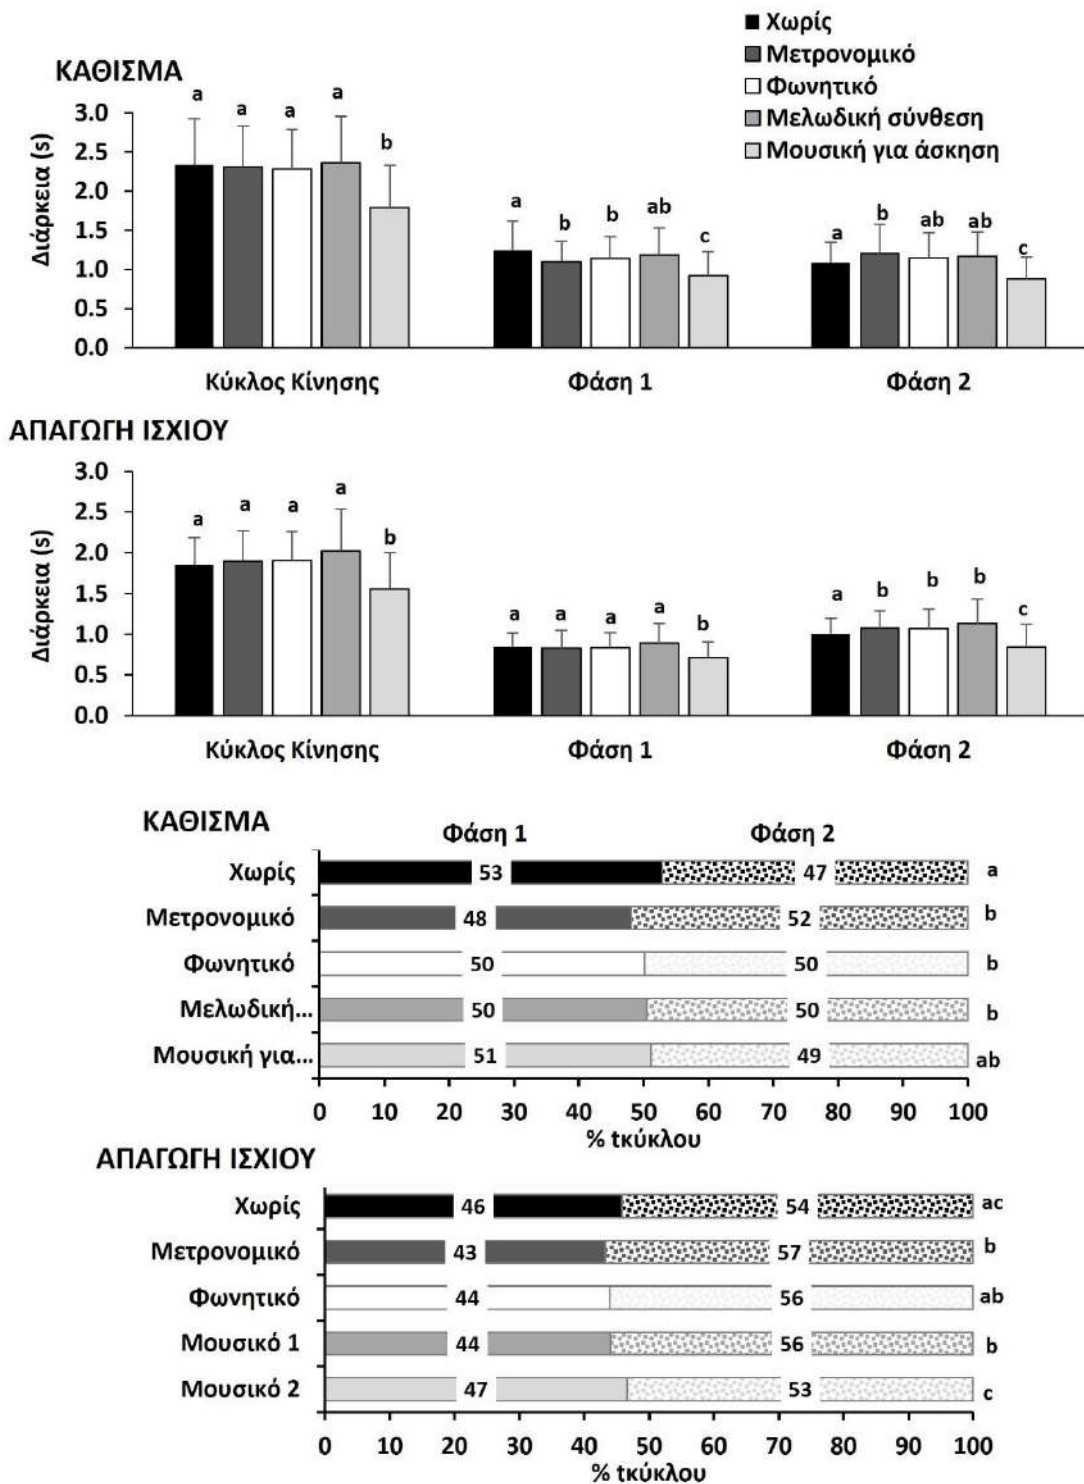 Χωρίς
Μετρονομικό
Φωνητικό
Μελωδική σύνθεση
Μουσική για άσκηση
ΚΑΘΙΣΜΑ
Διάρκεια (s)
3.0
2.5
2.0
1.5
1.0
0.5
0.0
a a a a b
a b b ab c
a b ab ab c
Κύκλος Κίνησης Φάση 1 Φάση 2
ΑΠΑΓΩΓΗ ΙΣΧΙΟΥ
Διάρκεια (s)
3.0
2.5
2.0
1.5
1.0
0.5
0.0
a a a a b
a a a a b
a b b b c
Κύκλος Κίνησης Φάση 1 Φάση 2
ΚΑΘΙΣΜΑ
Φάση 1 Φάση 2
Χωρίς 53 47 a
Μετρονομικό 48 52 b
Φωνητικό 50 50 b
Μελωδική... 50 50 b
Μουσική για... 51 49 ab
0 10 20 30 40 50 60 70 80 90 100
% tκύκλου
ΑΠΑΓΩΓΗ ΙΣΧΙΟΥ
Χωρίς 46 54 ac
Μετρονομικό 43 57 b
Φωνητικό 44 56 ab
Μουσικό 1 44 56 b
Μουσικό 2 47 53 c
0 10 20 30 40 50 60 70 80 90 100
% tκύκλου